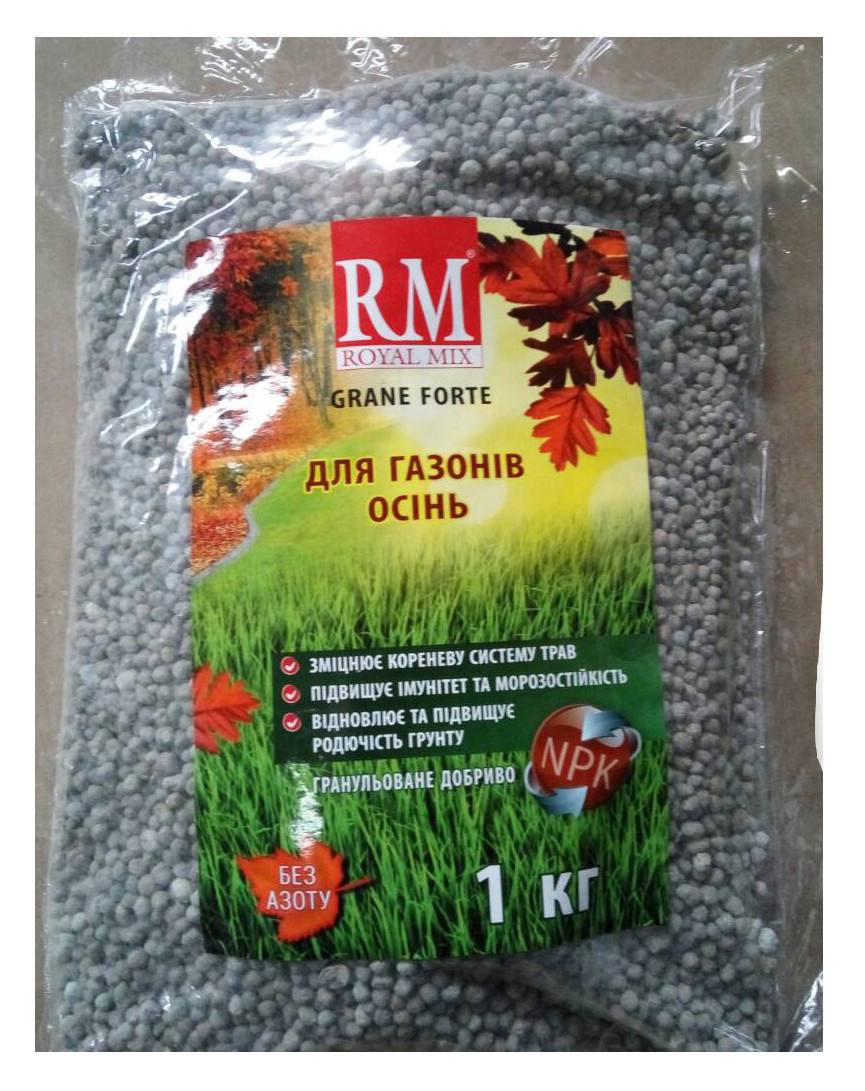 RM®
ROYAL MIX
GRANE FORTE
ДЛЯ ГАЗОНІВ
ОСІНЬ
ЗМІЦНЮЄ КОРЕНЕВУ СИСТЕМУ ТРАВ
ПІДВИЩУЄ ІМУНІТЕТ ТА МОРОЗОСТІЙКІСТЬ
ВІДНОВЛЮЄ ТА ПІДВИЩУЄ
РОДЮЧІСТЬ ГРУНТУ
NPK
ГРАНУЛЬОВАНЕ ДОБРИВО
БЕЗ
АЗОТУ
1 КГ